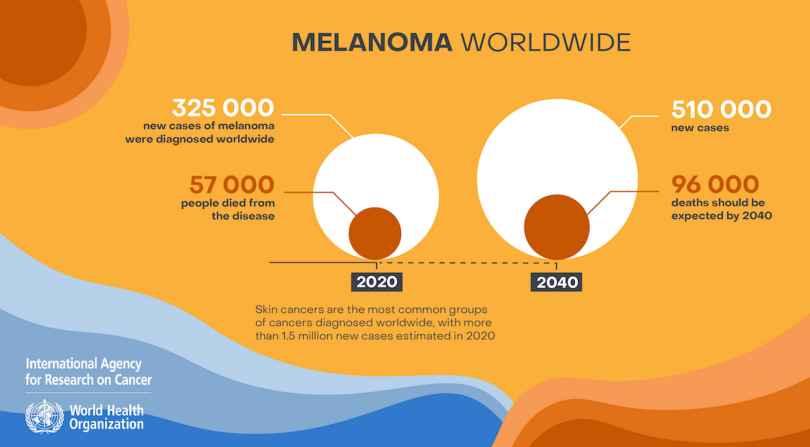 MELANOMA WORLDWIDE
325 000
new cases of melanoma
were diagnosed worldwide
57 000
people died from
the disease
510 000
new cases
96 000
deaths should be
expected by 2040
2020
2040
Skin cancers are the most common groups
of cancers diagnosed worldwide, with more
than 1.5 million new cases estimated in 2020
International Agency
for Research on Cancer
World Health
Organization